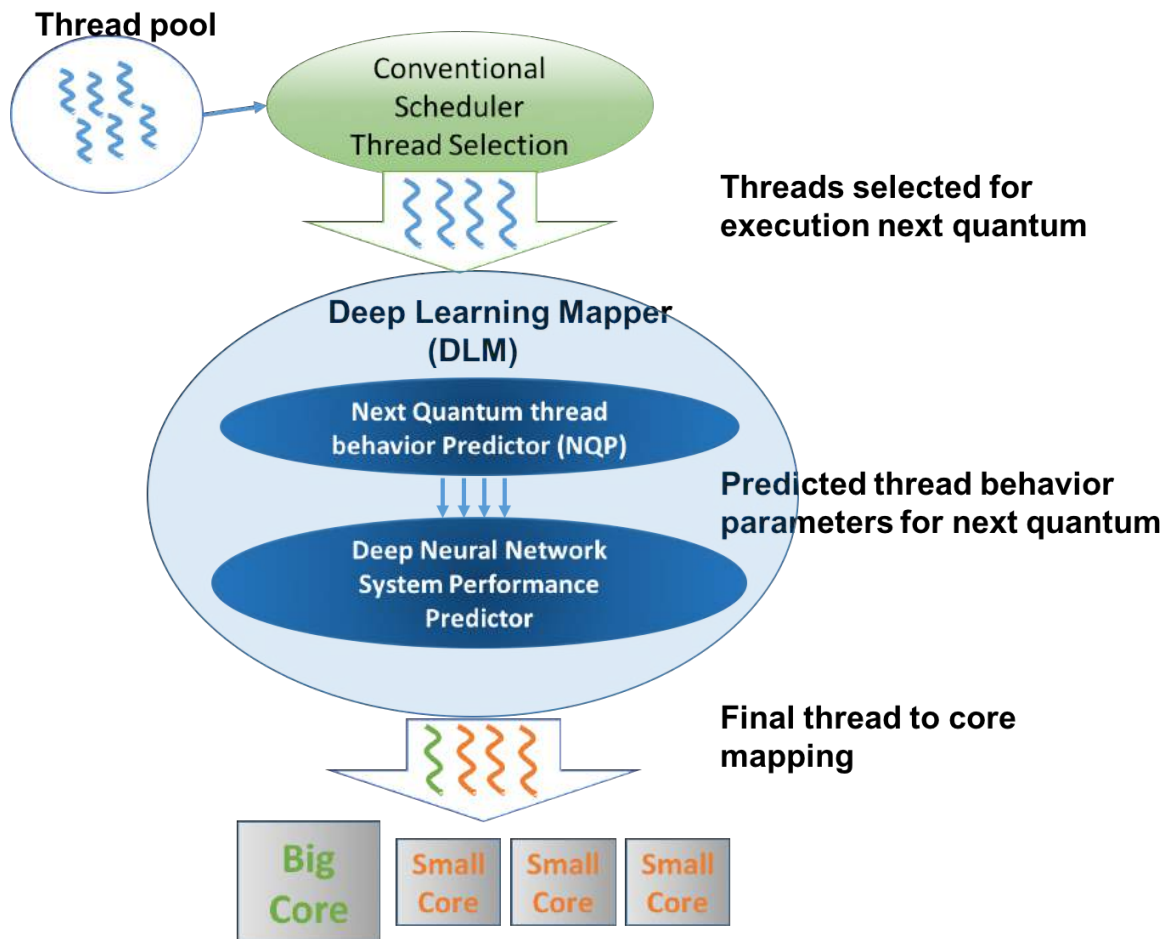 Thread pool
Conventional
Scheduler
Thread Selection
Threads selected for
execution next quantum
Deep Learning Mapper
(DLM)
Next Quantum thread
behavior Predictor (NQP)
Predicted thread behavior
parameters for next quantum
Deep Neural Network
System Performance
Predictor
Final thread to core
mapping
Big
Core
Small
Core
Small
Core
Small
Core